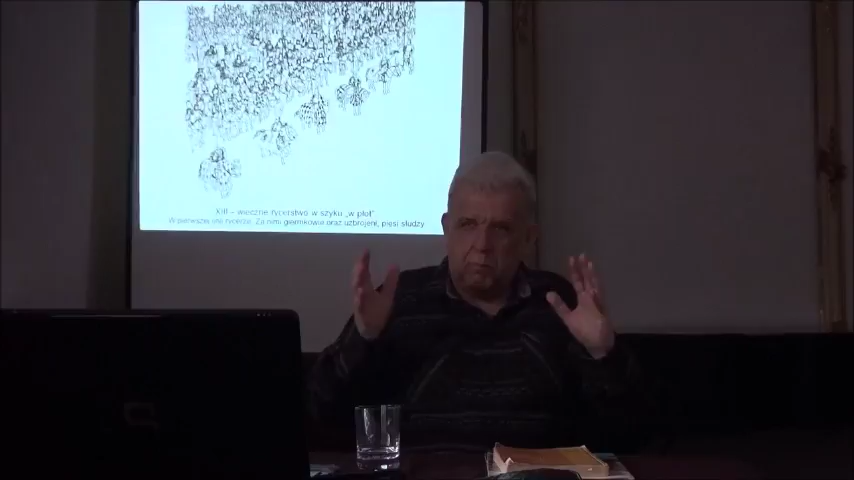 XIII - wieczne rycerstwo w szyku „w płot”
W pierwszej linii rycerze. Za nimi giermkowie oraz uzbrojeni, piesi słudzy